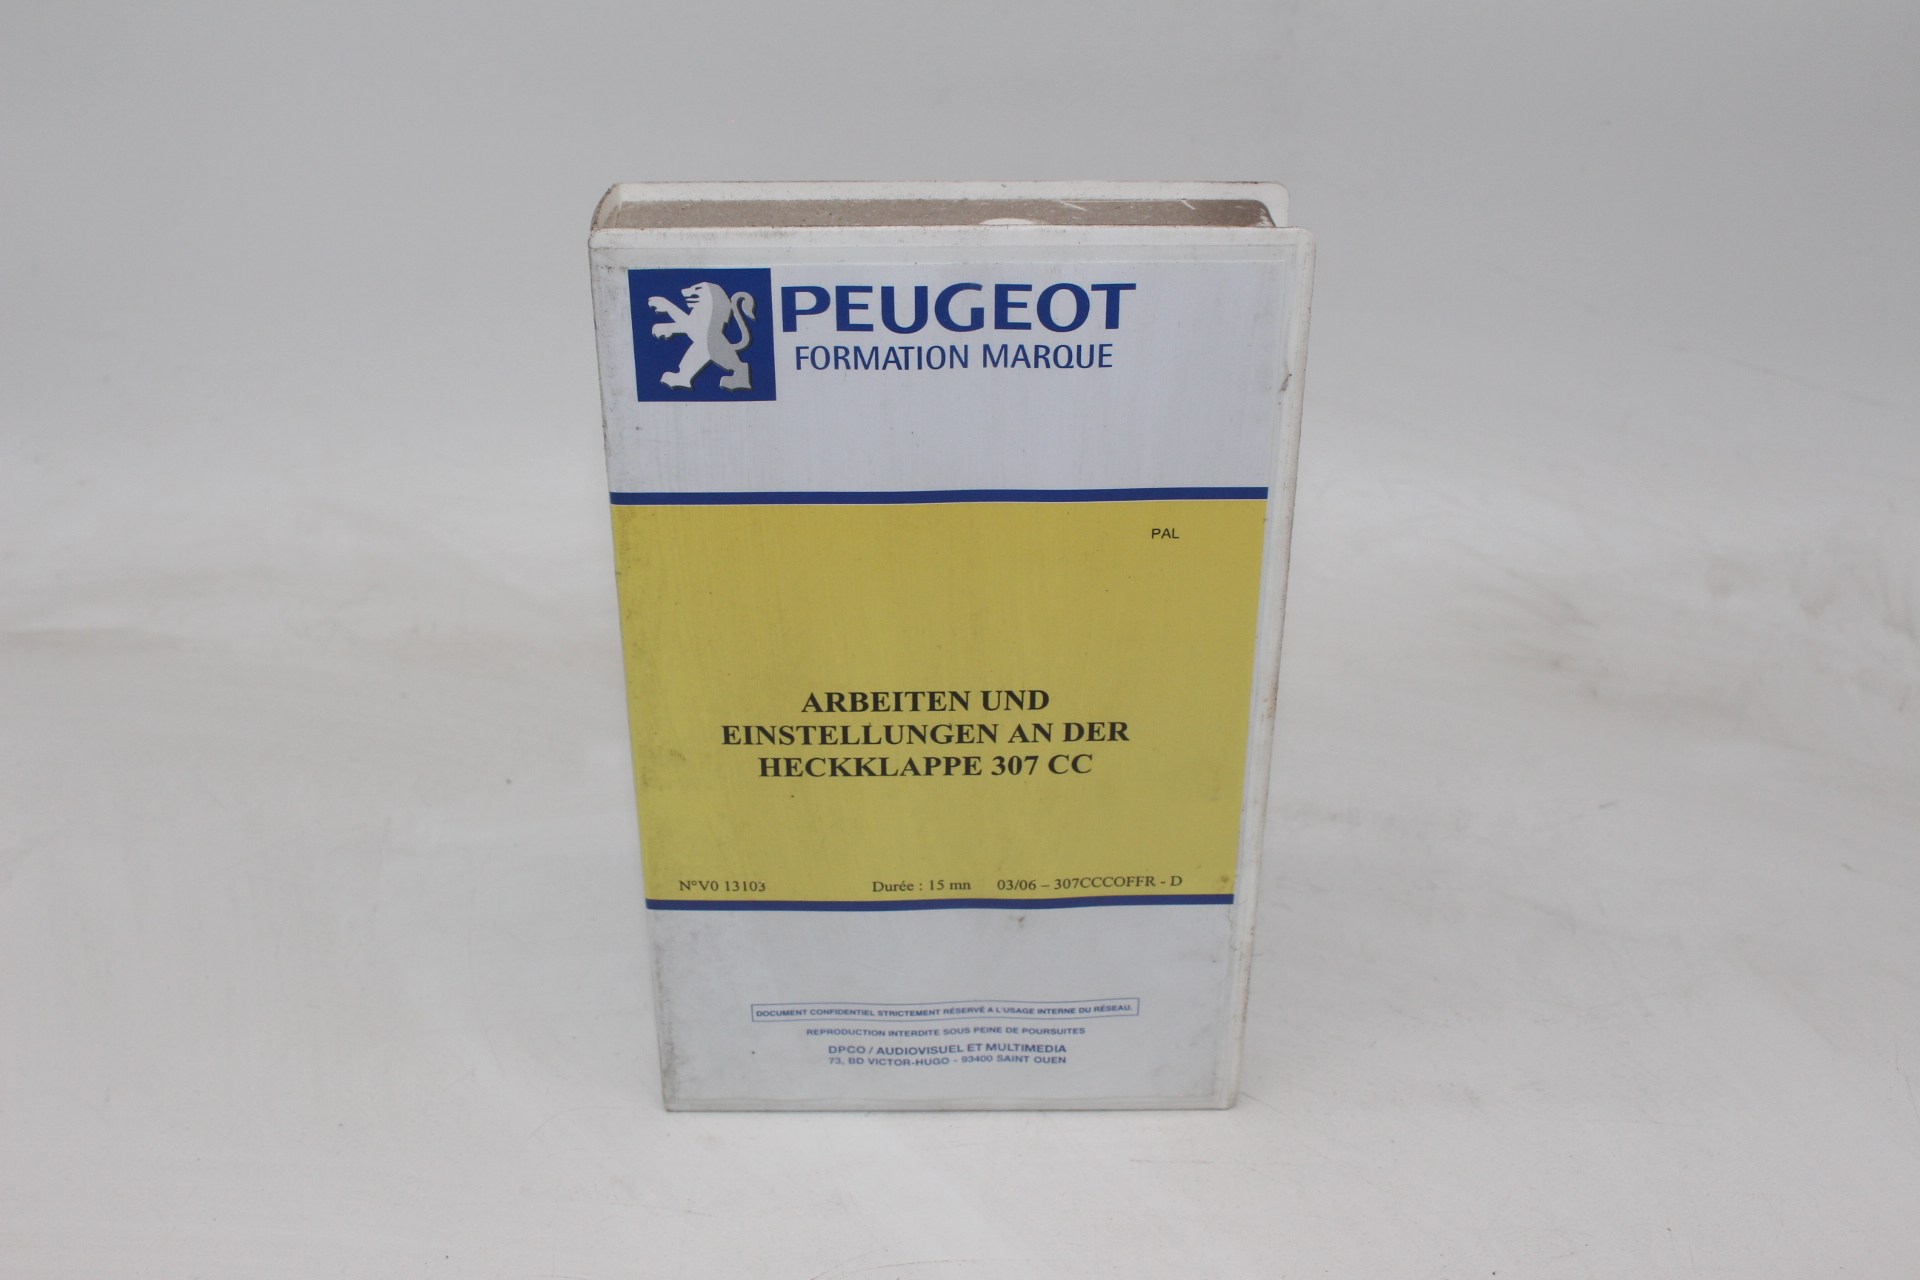 PEUGEOT
FORMATION MARQUE
PAL
ARBEITEN UND
EINSTELLUNGEN AN DER
HECKKLAPPE 307 CC
N°V0 13103 Durée : 15 mn 03/06 – 307CCCOFFR - D
DOCUMENT CONFIDENTIEL STRICTEMENT RÉSERVÉ A L'USAGE INTERNE DU RÉSEAU.
REPRODUCTION INTERDITE SOUS PEINE DE POURSUITES
DPCO / AUDIOVISUEL ET MULTIMEDIA
73, BD VICTOR-HUGO - 93400 SAINT OUEN